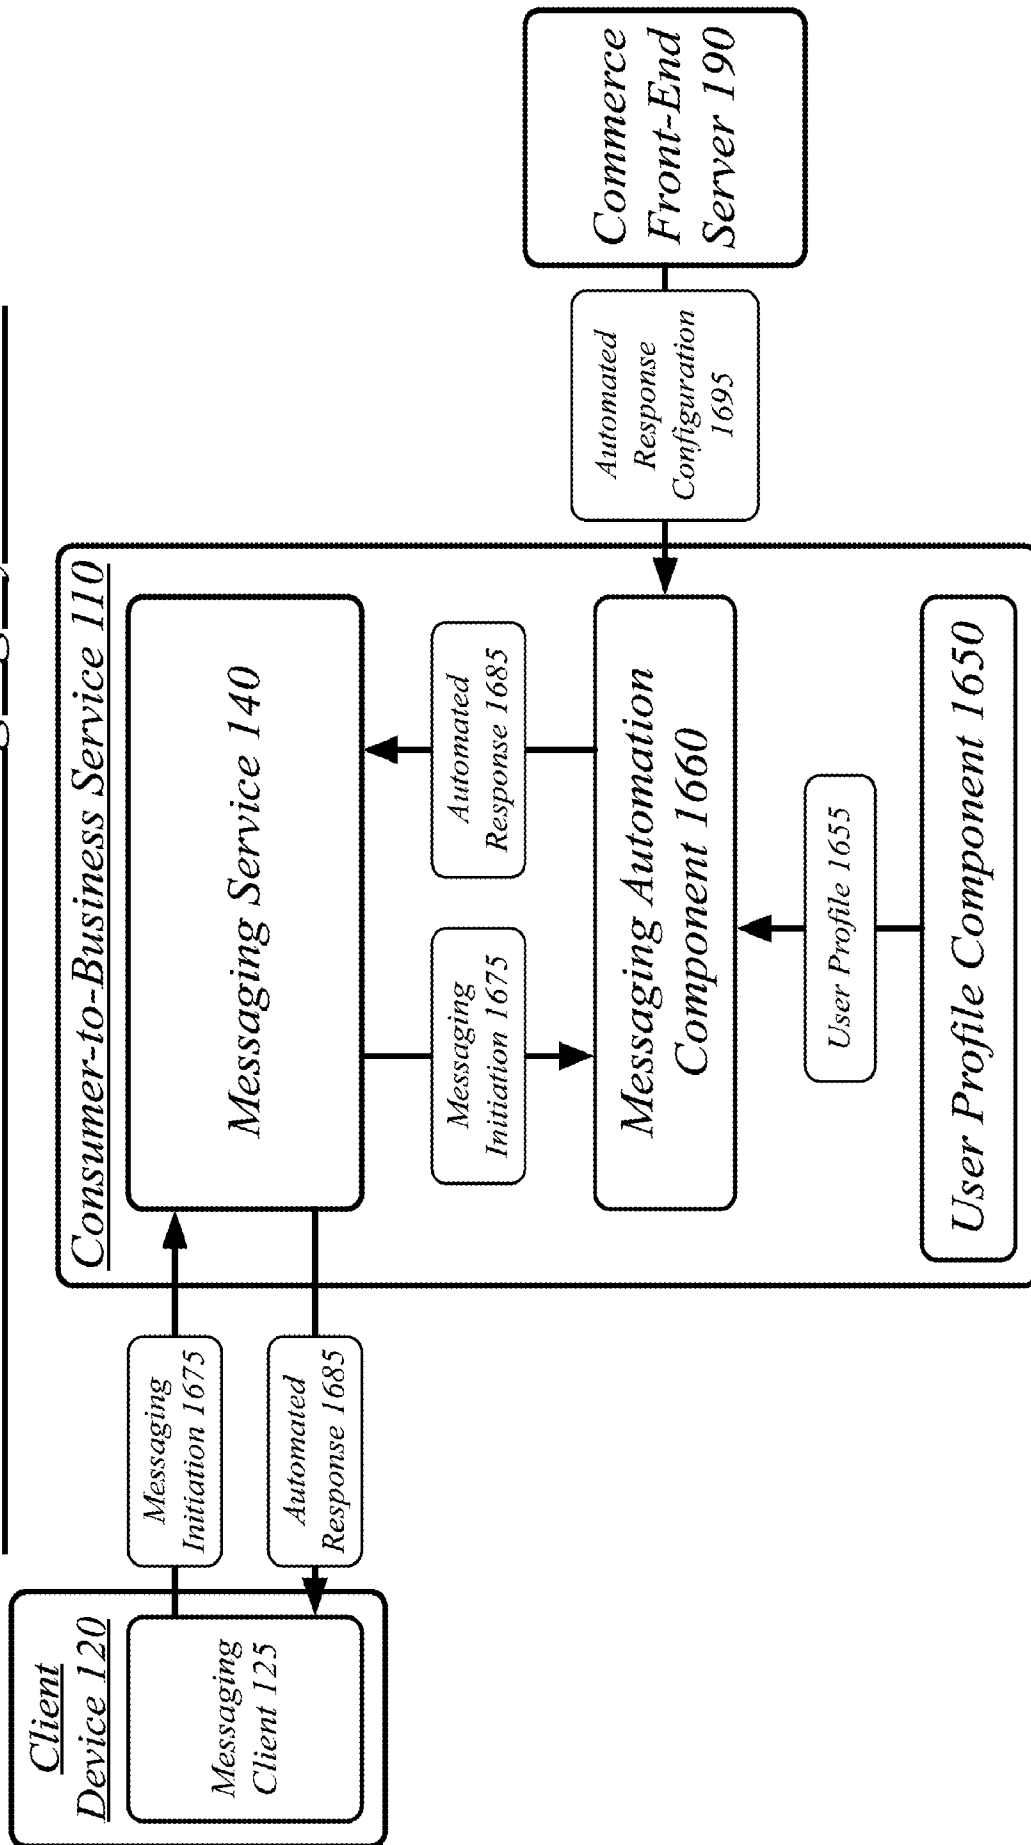 Client
Device 120
Messaging
Client 125
Messaging
Initiation 1675
Automated
Response 1685
Consumer-to-Business Service 110
Messaging Service 140
Messaging
Initiation 1675
Automated
Response 1685
Messaging Automation
Component 1660
User Profile 1655
User Profile Component 1650
Automated
Response
Configuration
1695
Commerce
Front-End
Server 190